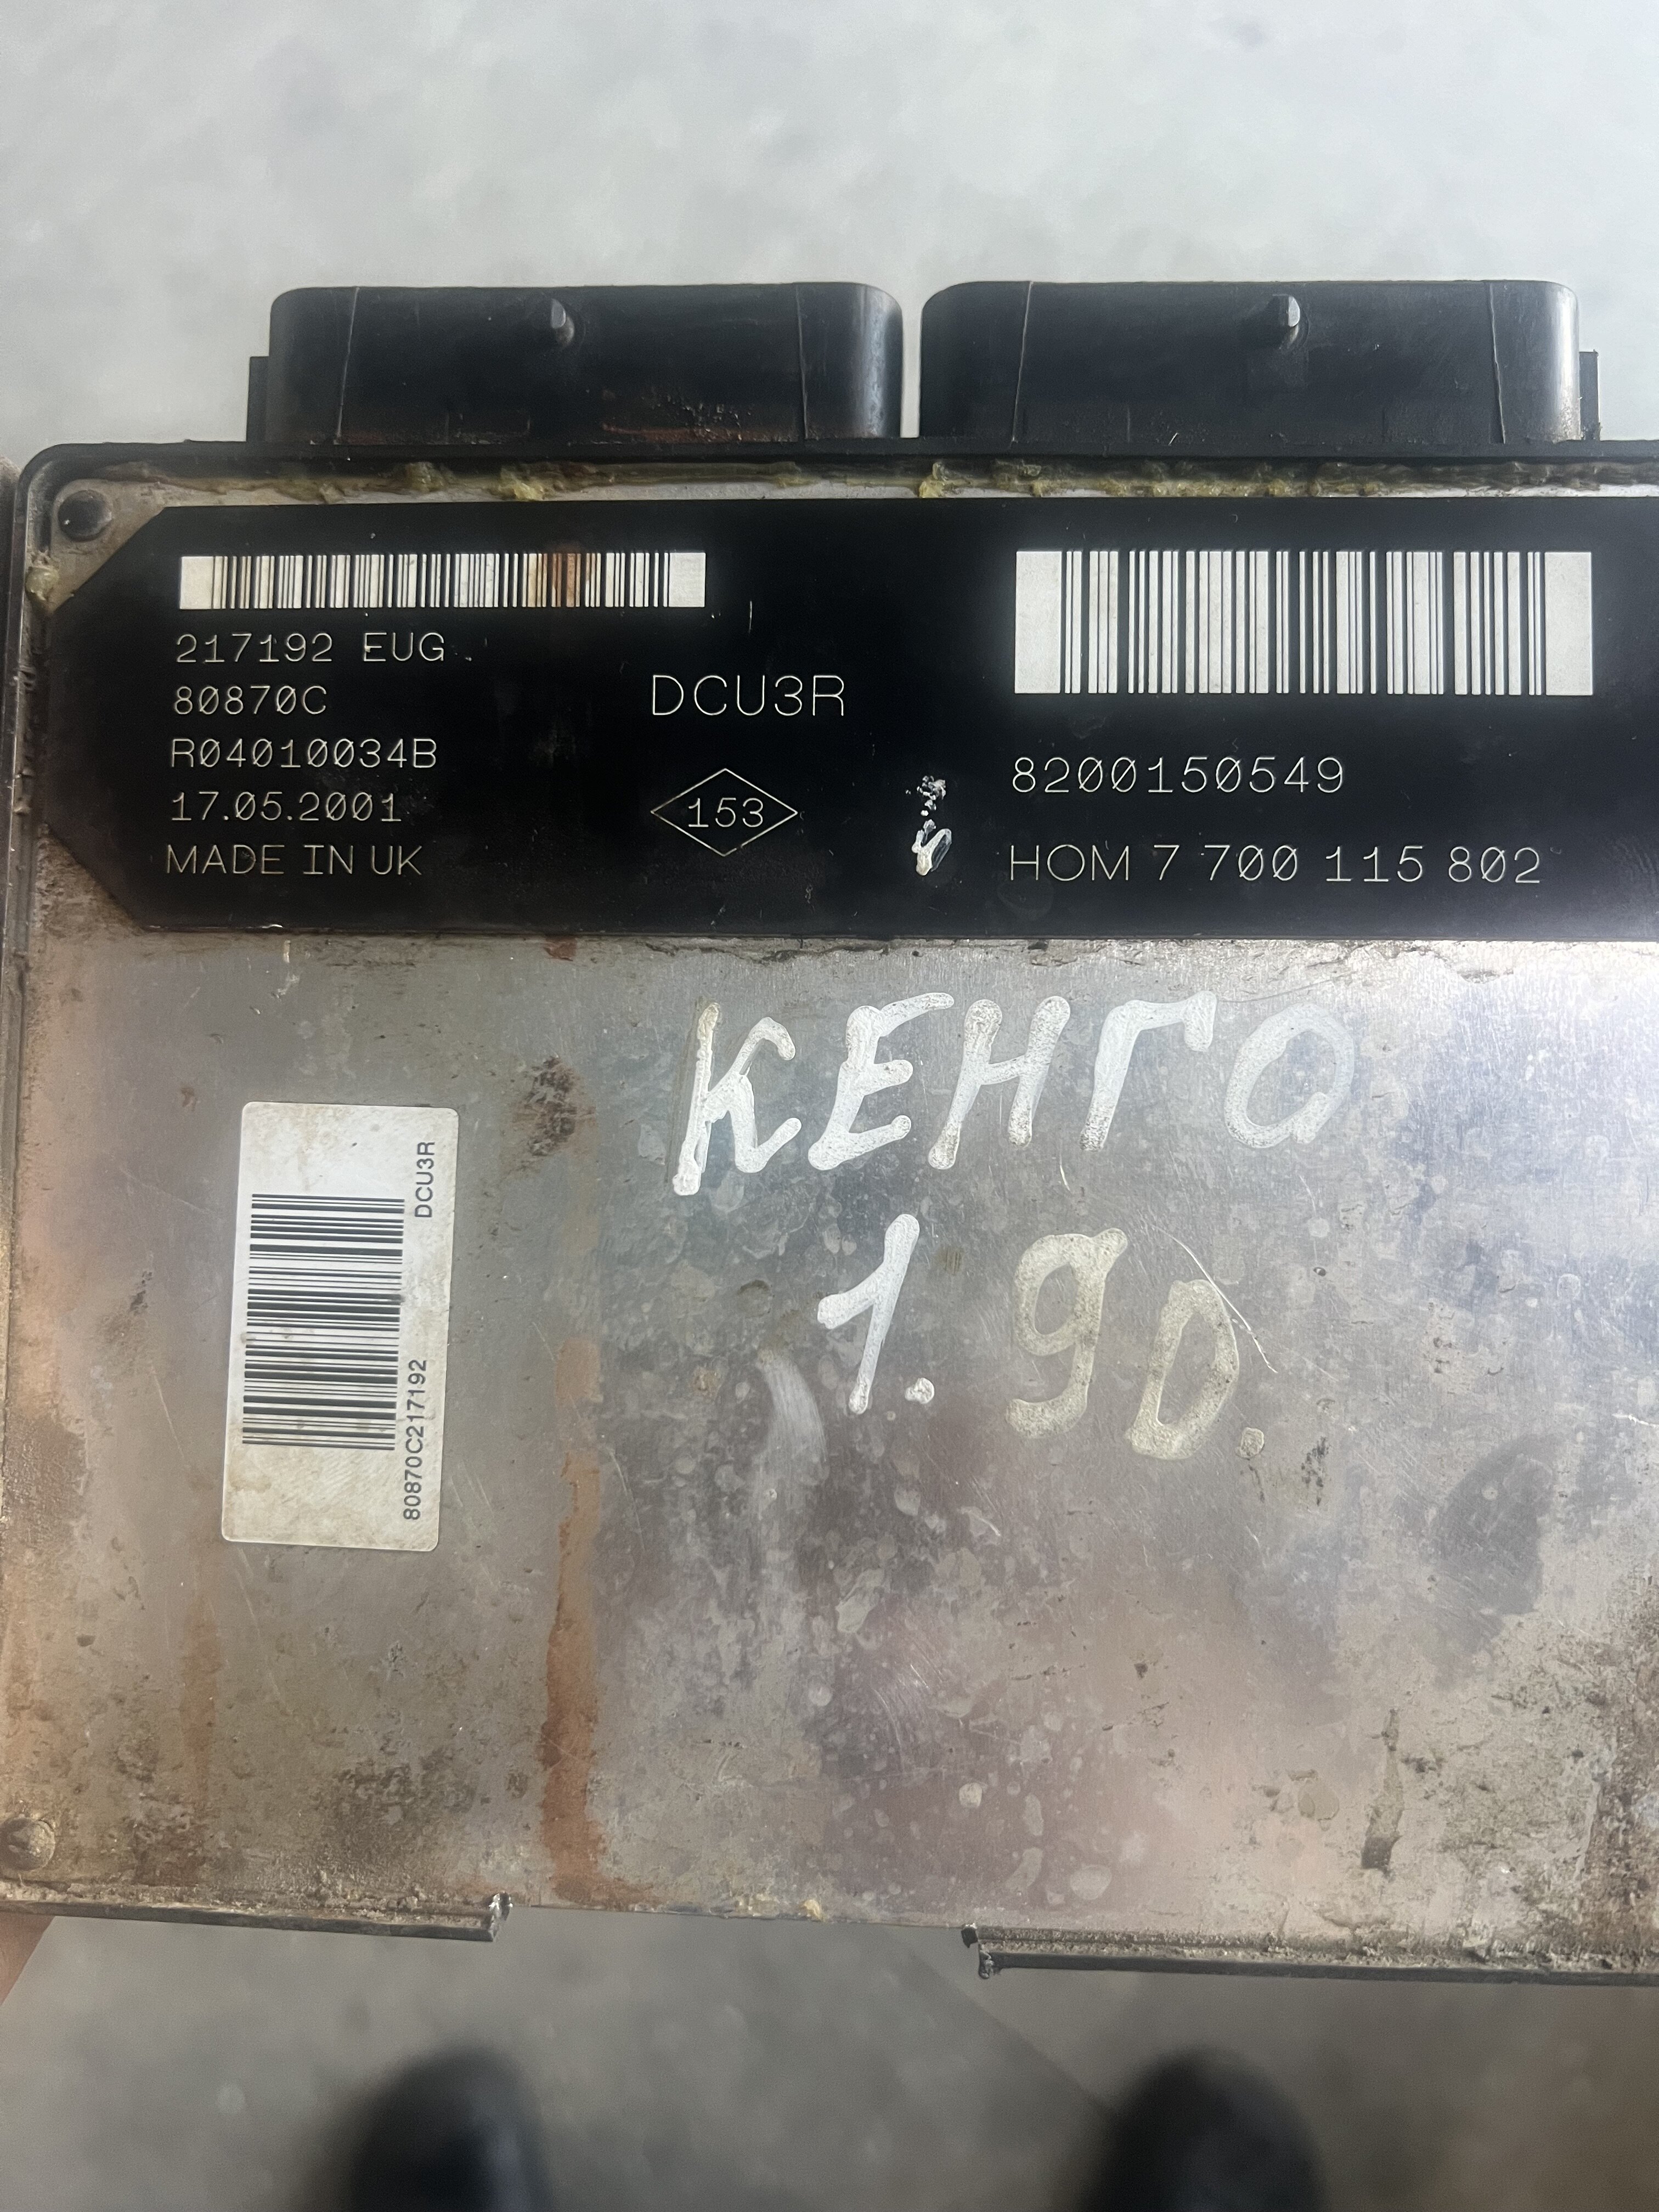 217192 EUG
80870C
R04010034B
17.05.2001
MADE IN UK
DCU3R
153
8200150549
HOM 7 700 115 802
КЕНГО
1.9D.
DCU3R
80870C217192